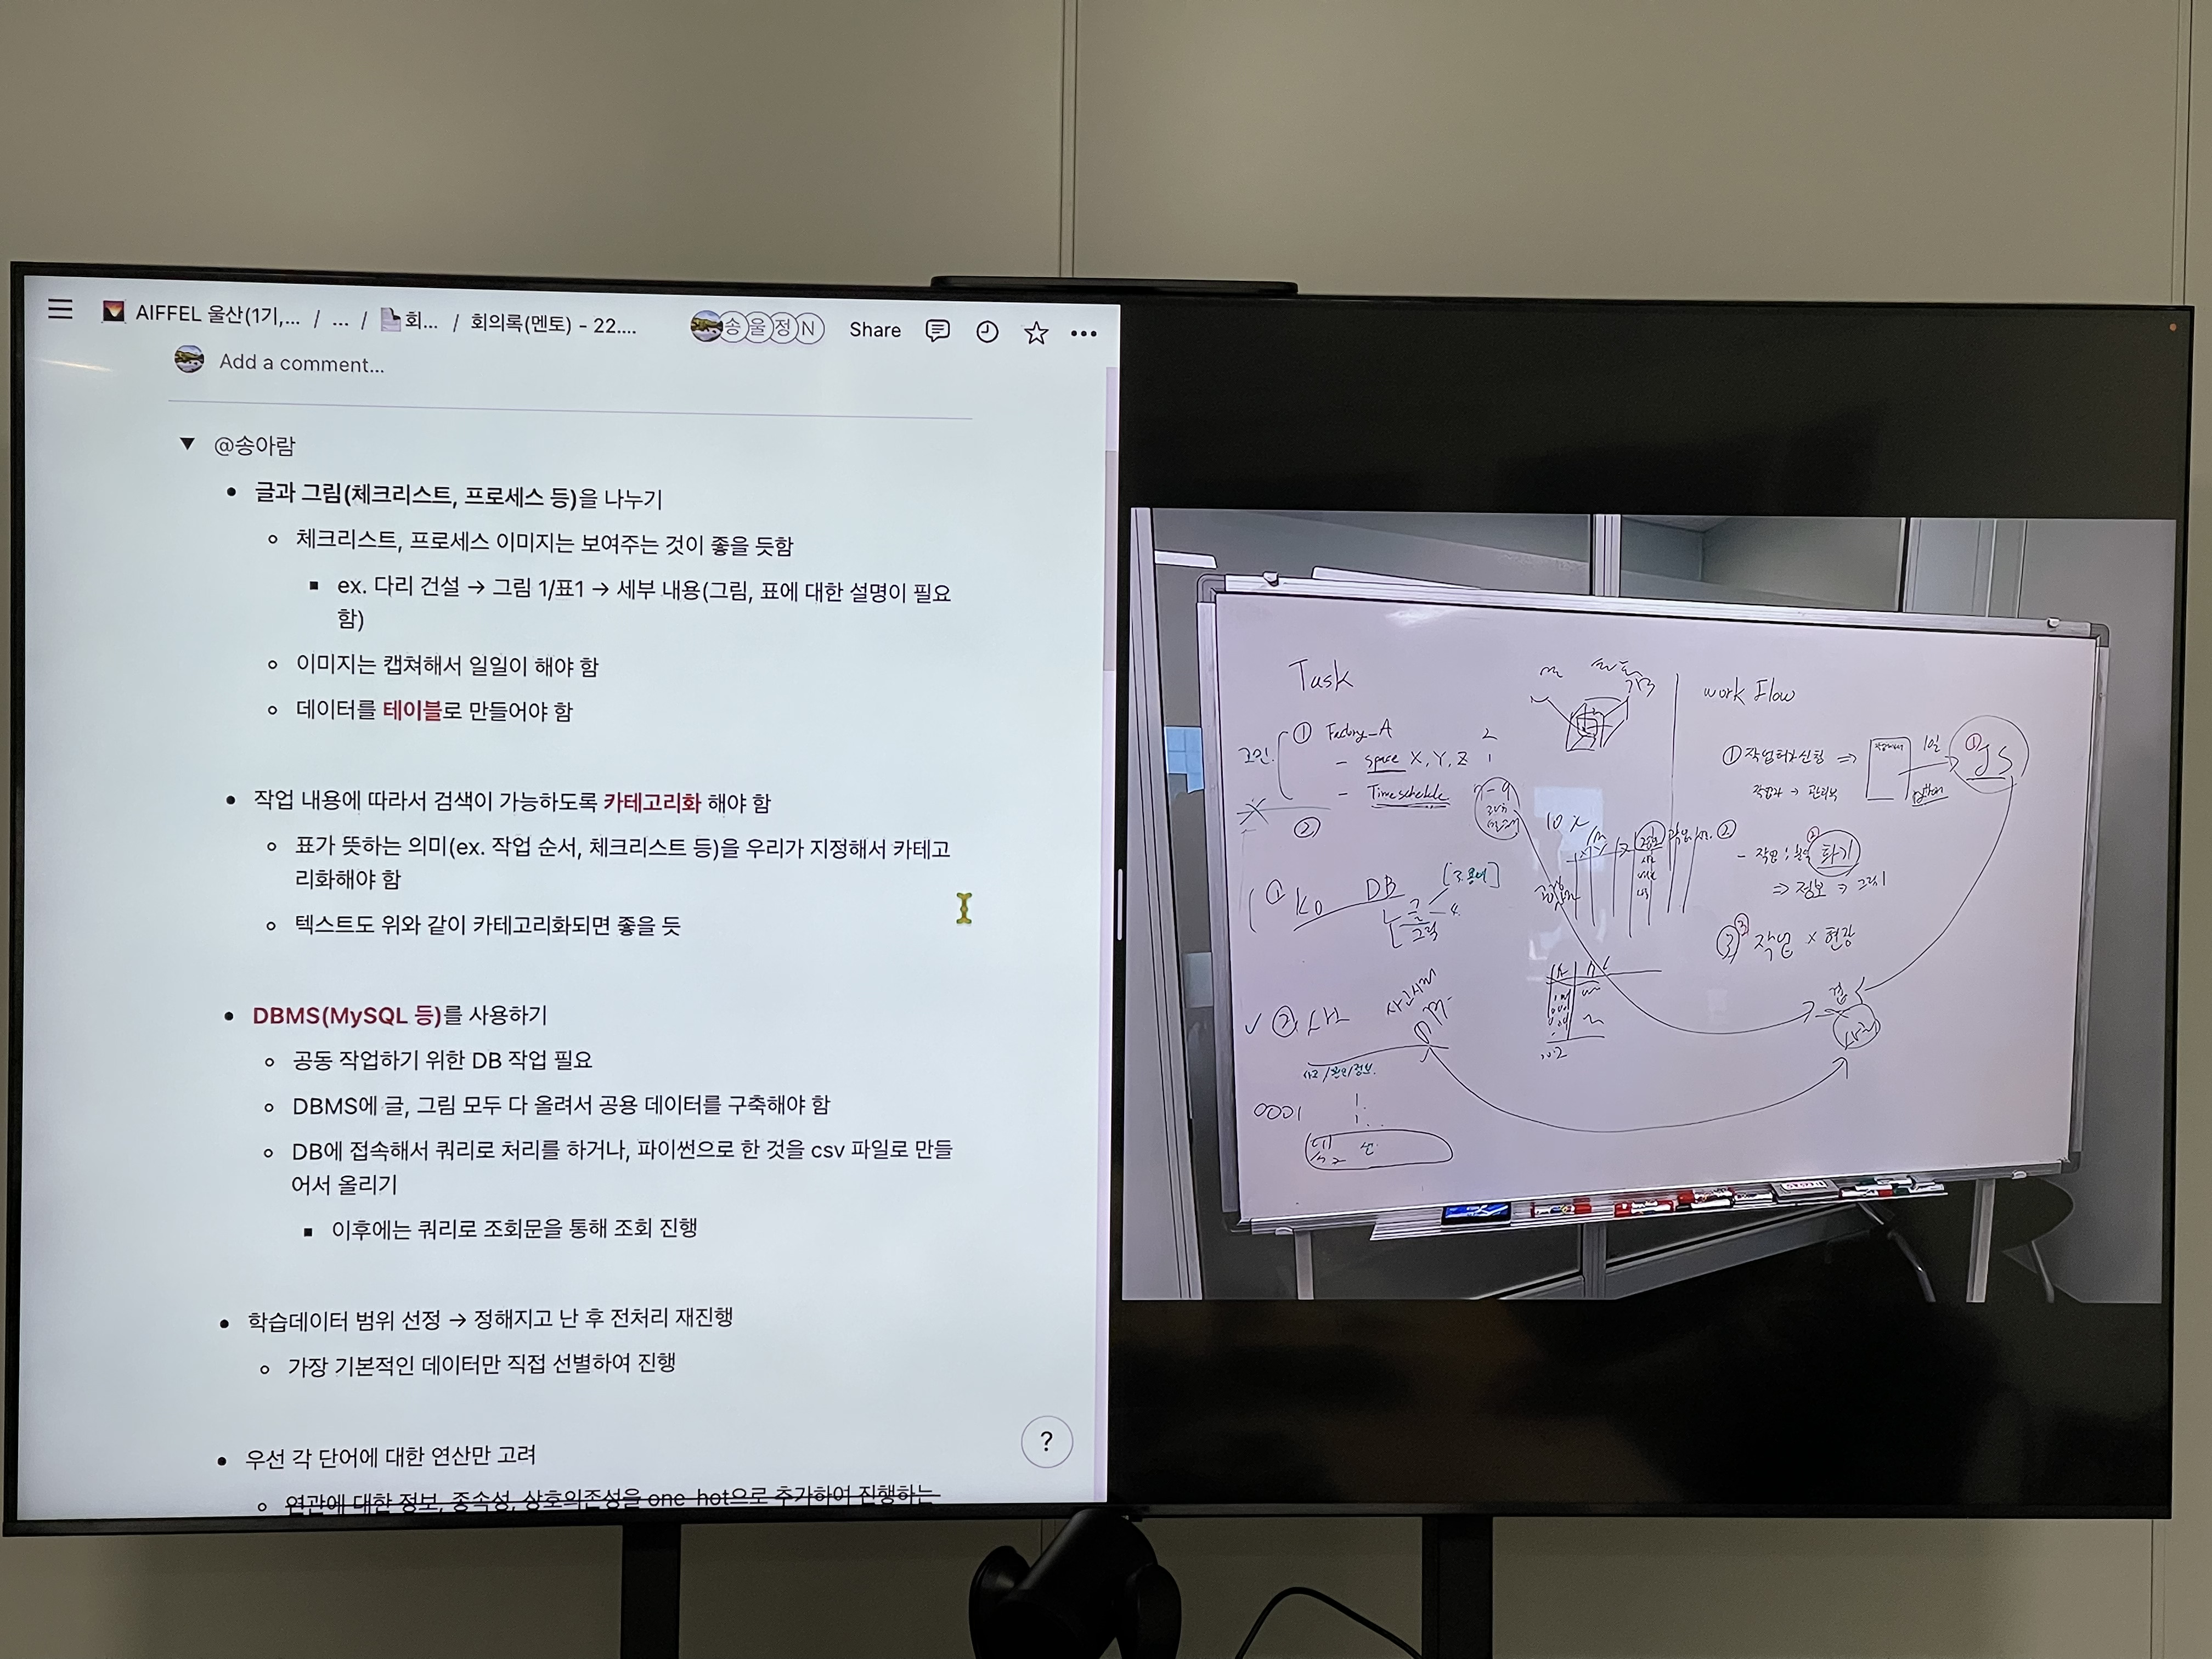 AIFFEL 울산(1기,... / ... / 회... / 회의록(멘토) - 22....
송 울 정 N Share
Add a comment...
@송아람
글과 그림(체크리스트, 프로세스 등)을 나누기
체크리스트, 프로세스 이미지는 보여주는 것이 좋을 듯함
ex. 다리 건설 → 그림 1/표1 → 세부 내용(그림, 표에 대한 설명이 필요
함)
이미지는 캡쳐해서 일일이 해야 함
데이터를 테이블로 만들어야 함
작업 내용에 따라서 검색이 가능하도록 카테고리화 해야 함
표가 뜻하는 의미(ex. 작업 순서, 체크리스트 등)을 우리가 지정해서 카테고
리화해야 함
텍스트도 위와 같이 카테고리화되면 좋을 듯
DBMS(MySQL 등)를 사용하기
공동 작업하기 위한 DB 작업 필요
DBMS에 글, 그림 모두 다 올려서 공용 데이터를 구축해야 함
DB에 접속해서 쿼리로 처리를 하거나, 파이썬으로 한 것을 csv 파일로 만들
어서 올리기
이후에는 쿼리로 조회문을 통해 조회 진행
학습데이터 범위 선정 → 정해지고 난 후 전처리 재진행
가장 기본적인 데이터만 직접 선별하여 진행
우선 각 단어에 대한 연산만 고려
연관에 대한 정보, 종속성, 상호의존성을 one-hot으로 추가하여 진행하는
?
Task
① Factory_A
- space X, Y, Z
- Time schedule
②
① KO DB
그림
②
0001
work Flow
① 작업허가신청 ⇒
python
① JS
② 화기
⇒ 정보 ⇒
③ 작업 x 현장